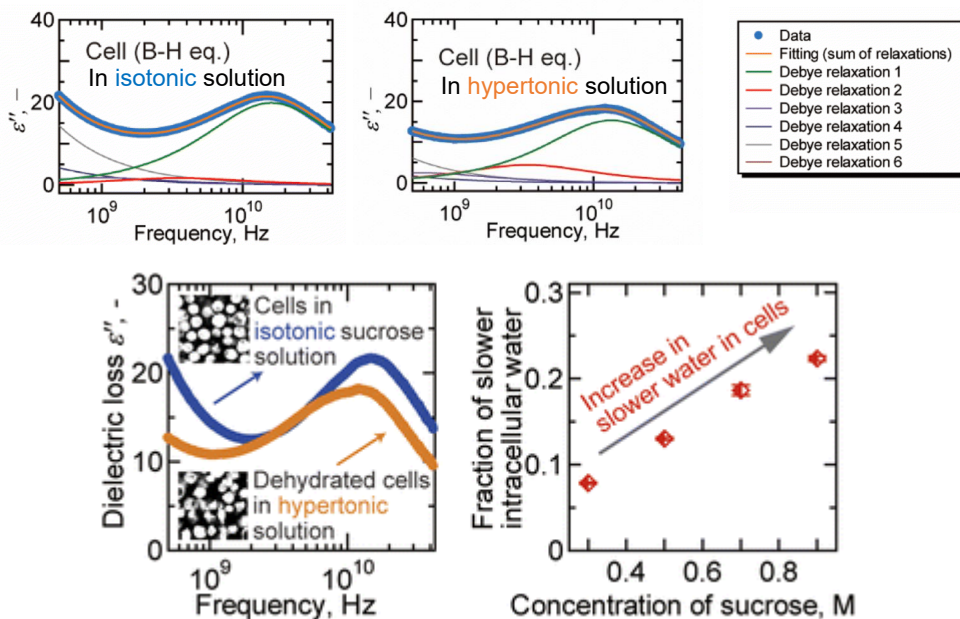 Cell (B-H eq.)
In isotonic solution
40
20
0
ε'', —
10⁹
10¹⁰
Frequency, Hz
Cell (B-H eq.)
In hypertonic solution
40
20
0
ε'', —
10⁹
10¹⁰
Frequency, Hz
Data
Fitting (sum of relaxations)
Debye relaxation 1
Debye relaxation 2
Debye relaxation 3
Debye relaxation 4
Debye relaxation 5
Debye relaxation 6
30
20
10
0
Dielectric loss ε'', -
Cells in
isotonic sucrose
solution
Dehydrated cells
in hypertonic
solution
10⁹
10¹⁰
Frequency, Hz
0.3
0.2
0.1
0
Fraction of slower
intracellular water
Increase in
slower water in cells
0.4
0.6
0.8
Concentration of sucrose, M